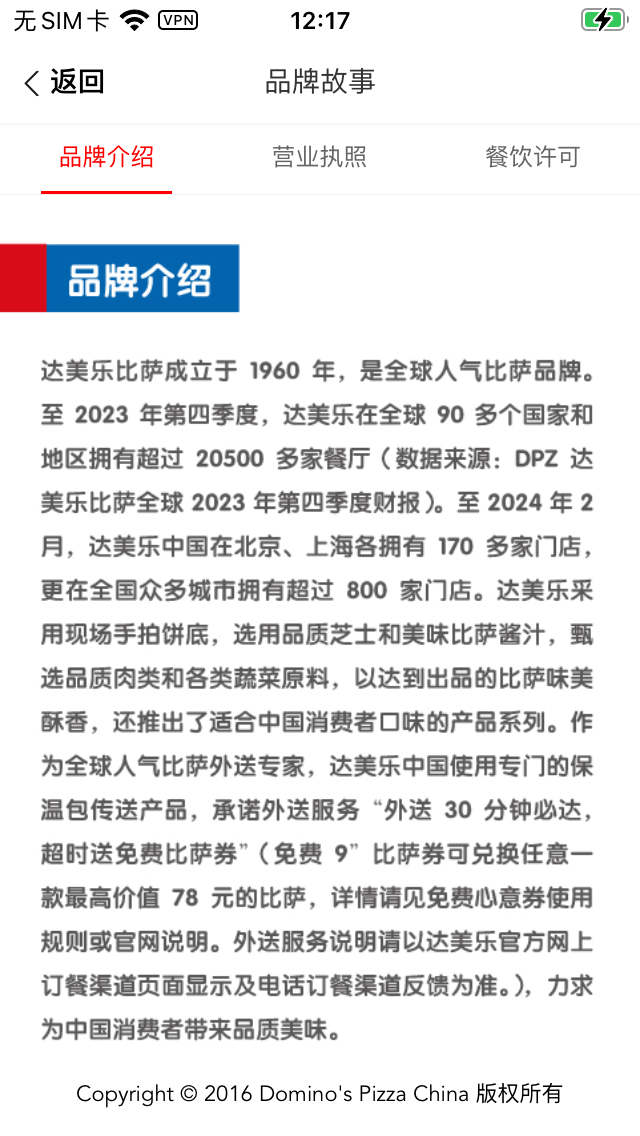 无SIM卡 VPN 12:17
返回 品牌故事
品牌介绍 营业执照 餐饮许可
品牌介绍
达美乐比萨成立于 1960 年，是全球人气比萨品牌。
至 2023 年第四季度，达美乐在全球 90 多个国家和
地区拥有超过 20500 多家餐厅（数据来源：DPZ 达
美乐比萨全球 2023 年第四季度财报）。至 2024 年 2
月，达美乐中国在北京、上海各拥有 170 多家门店，
更在全国众多城市拥有超过 800 家门店。达美乐采
用现场手拍饼底，选用品质芝士和美味比萨酱汁，甄
选品质肉类和各类蔬菜原料，以达到出品的比萨味美
酥香，还推出了适合中国消费者口味的产品系列。作
为全球人气比萨外送专家，达美乐中国使用专门的保
温包传送产品，承诺外送服务“外送 30 分钟必达，
超时送免费比萨券”（免费 9” 比萨券可兑换任意一
款最高价值 78 元的比萨，详情请见免费心意券使用
规则或官网说明。外送服务说明请以达美乐官方网上
订餐渠道页面显示及电话订餐渠道反馈为准。），力求
为中国消费者带来品质美味。
Copyright © 2016 Domino's Pizza China 版权所有